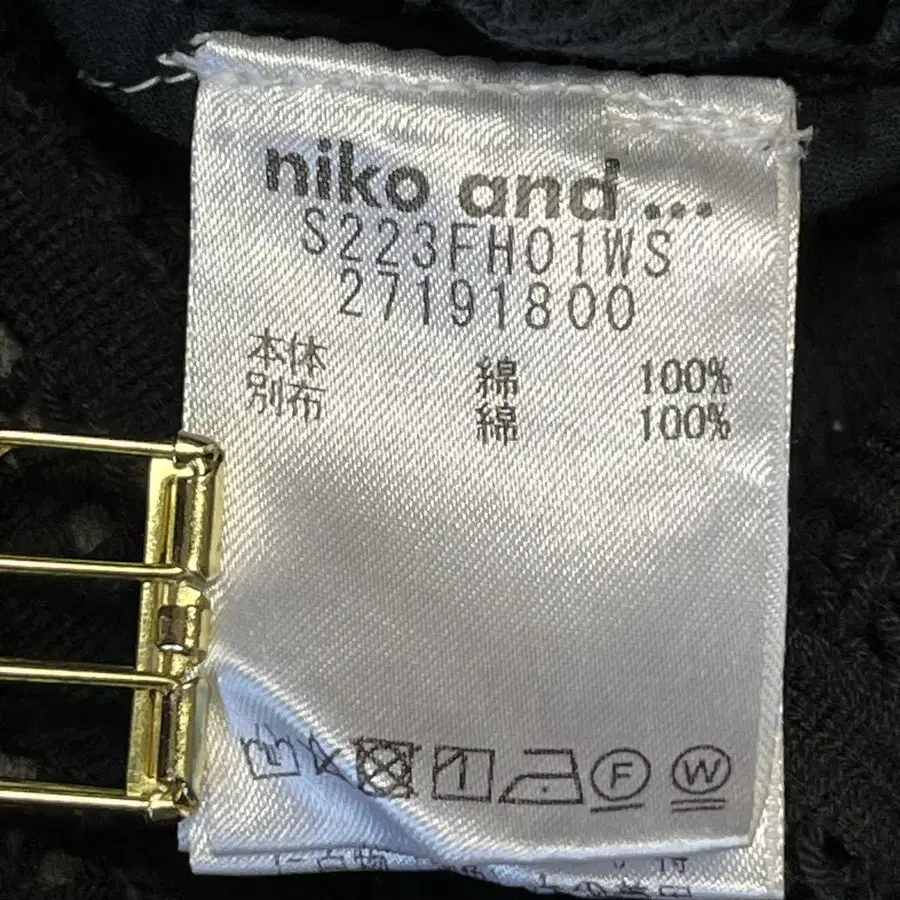 niko and ...
S223FH01WS
27191800
本体 綿 100%
別布 綿 100%
F W